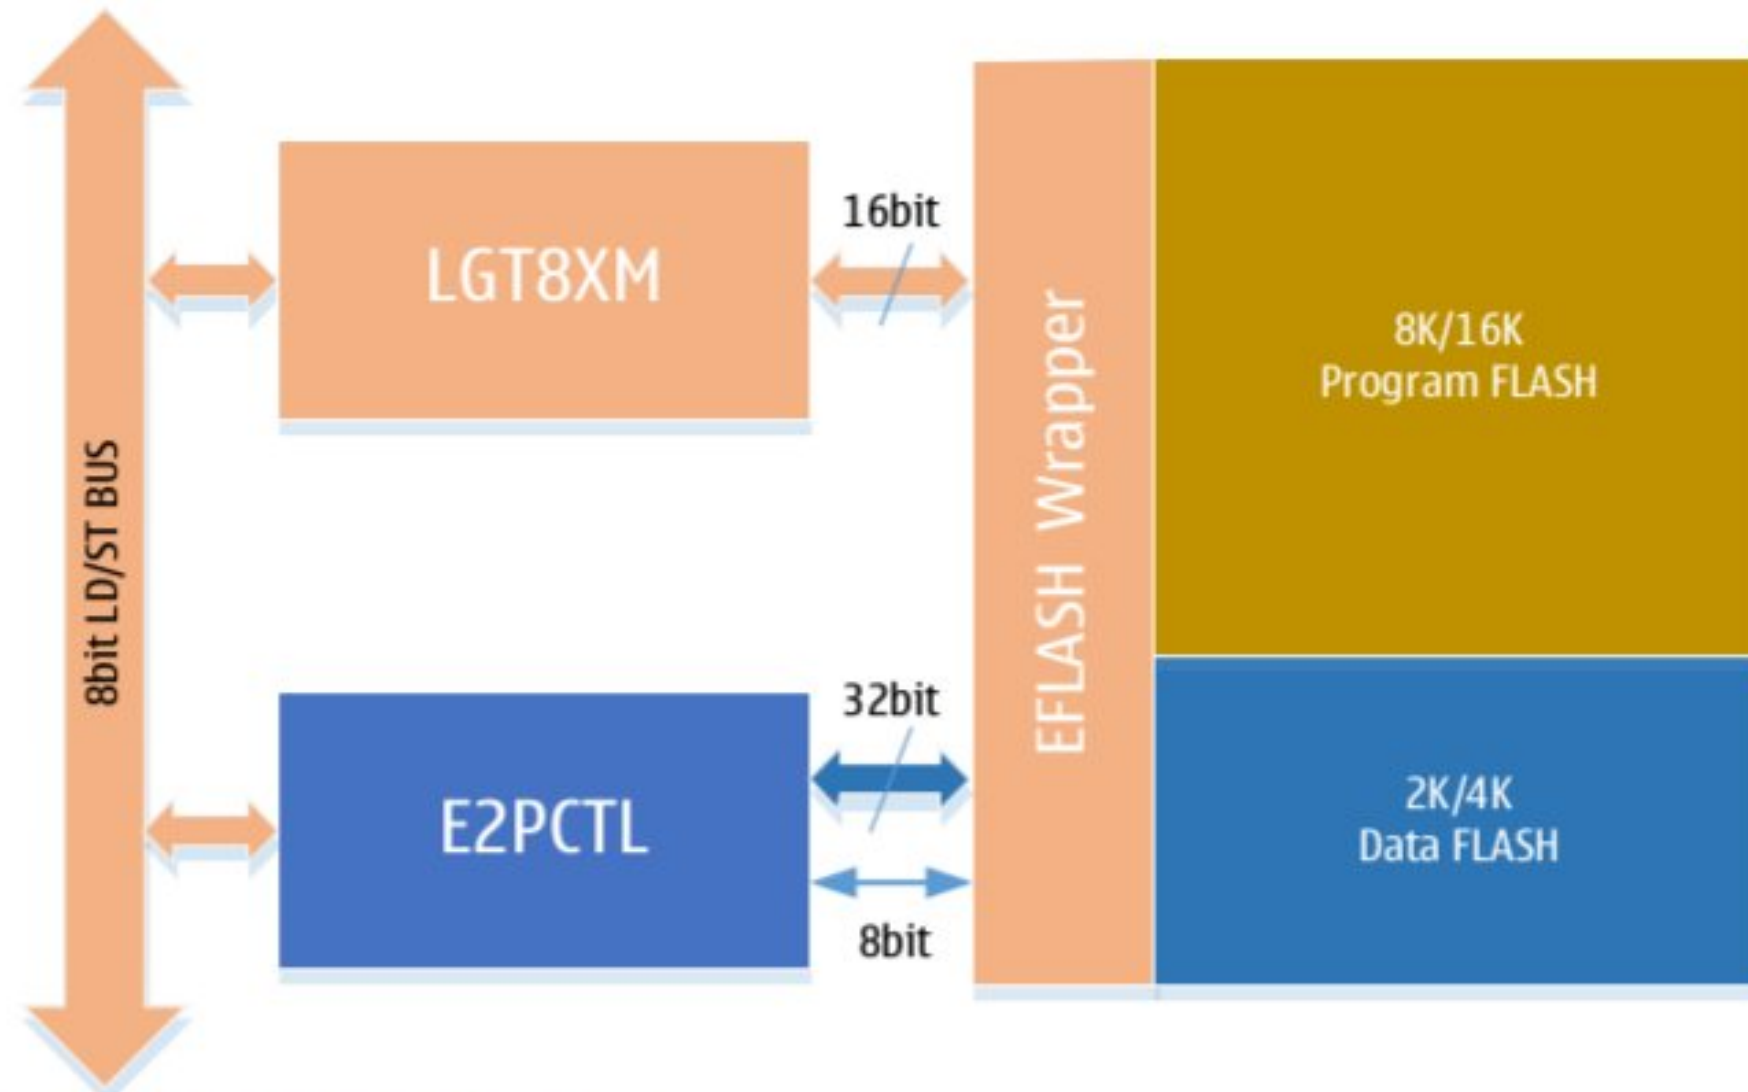 8bit LD/ST BUS
LGT8XM
16bit
EFLASH Wrapper
8K/16K
Program FLASH
E2PCTL
32bit
8bit
2K/4K
Data FLASH